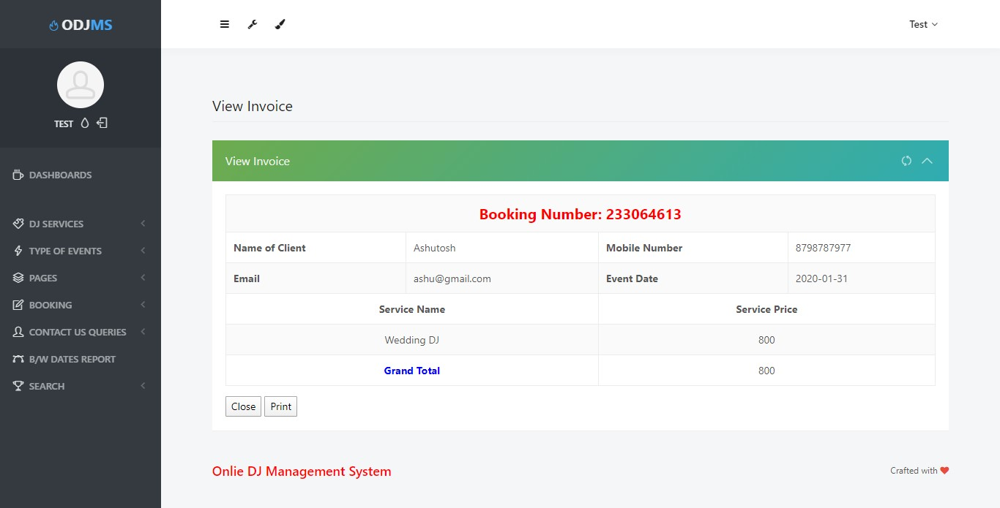 ODJMS
Test
TEST
DASHBOARDS
DJ SERVICES
TYPE OF EVENTS
PAGES
BOOKING
CONTACT US QUERIES
B/W DATES REPORT
SEARCH
View Invoice
View Invoice
Booking Number: 233064613
Name of Client Ashutosh Mobile Number 8798787977
Email ashu@gmail.com Event Date 2020-01-31
Service Name Service Price
Wedding DJ 800
Grand Total 800
Close Print
Onlie DJ Management System Crafted with